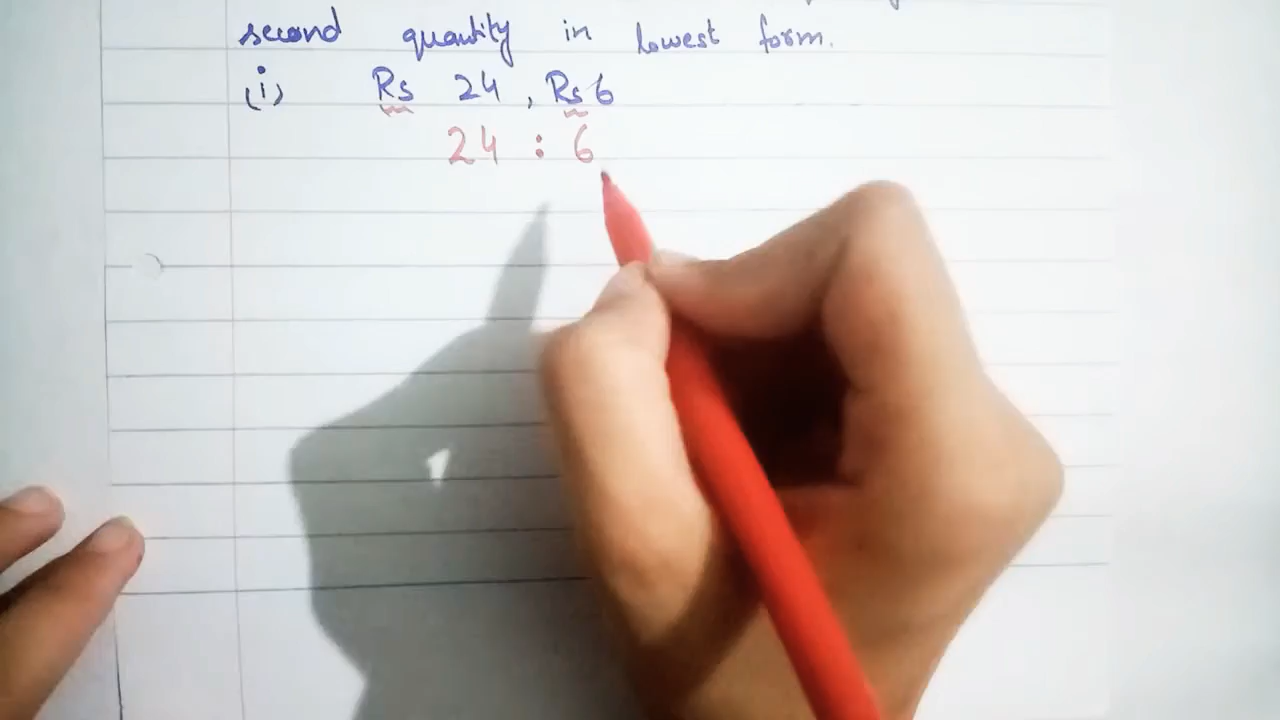 second quantity in lowest form.
(i) Rs 24, Rs 6
24 : 6